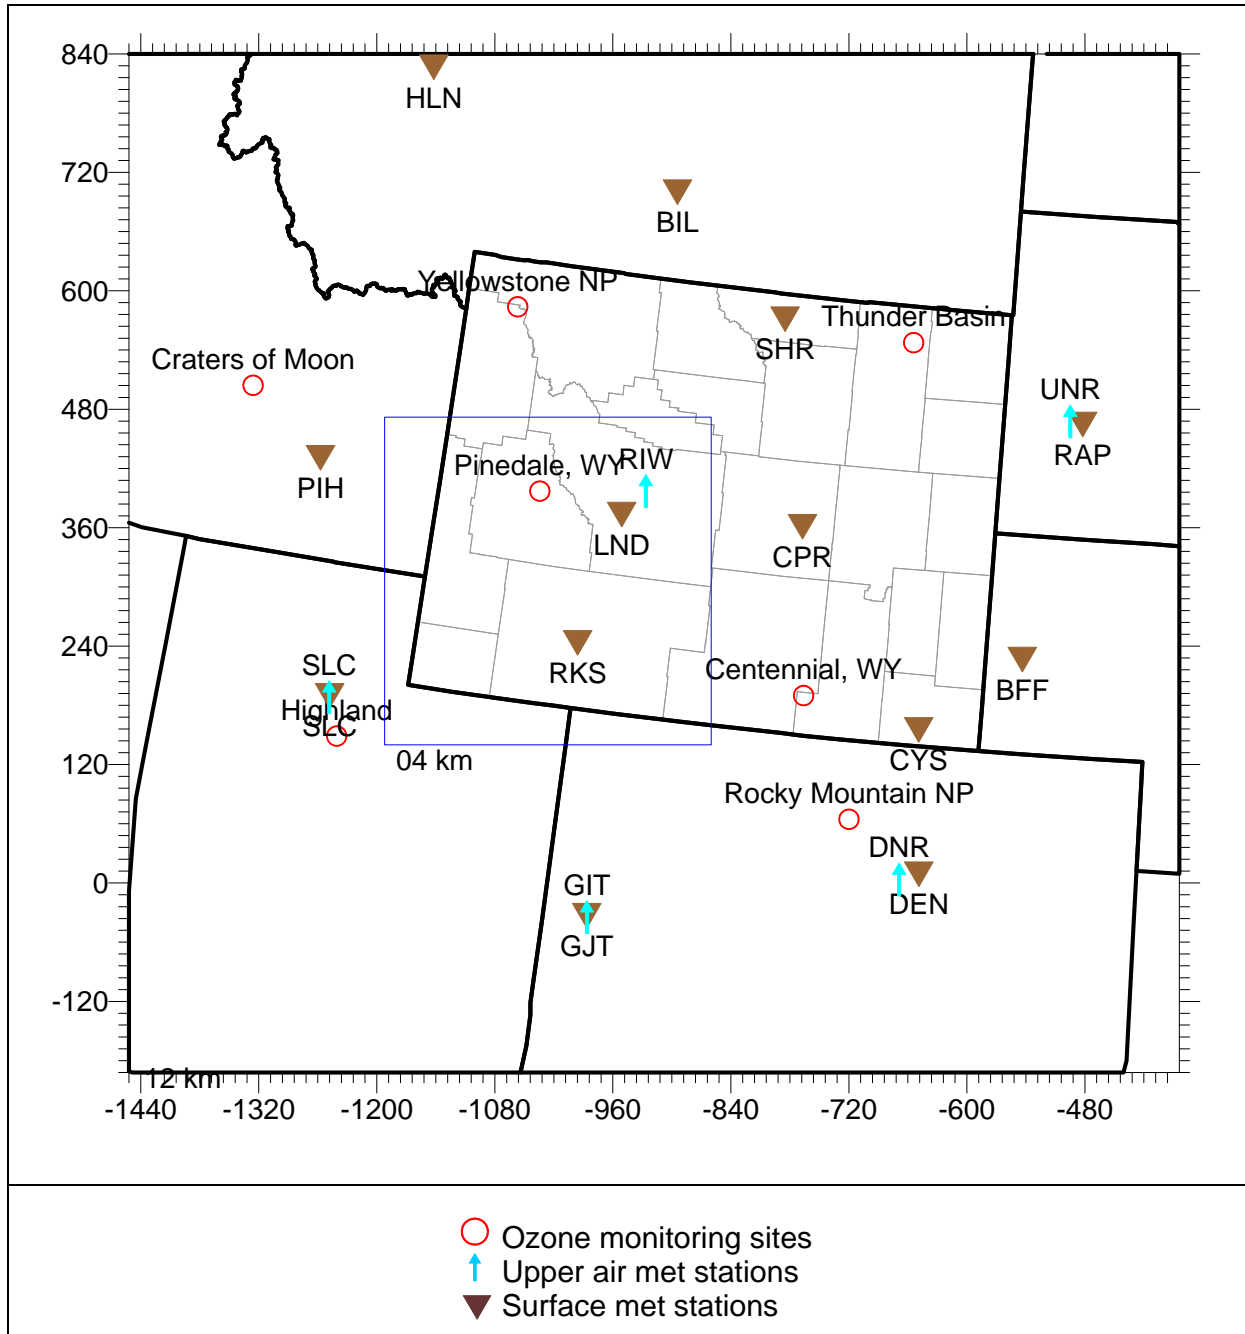 840
HLN
720
BIL
600
Yellowstone NP
Thunder Basin
SHR
Craters of Moon
UNR
480
RAP
Pinedale, WY
RIW
PIH
360
LND
CPR
240
SLC
RKS
Centennial, WY
BFF
Highland
SLC
120
04 km
CYS
Rocky Mountain NP
DNR
0
GIT
DEN
GJT
-120
12 km
-1440 -1320 -1200 -1080 -960 -840 -720 -600 -480
Ozone monitoring sites
Upper air met stations
Surface met stations